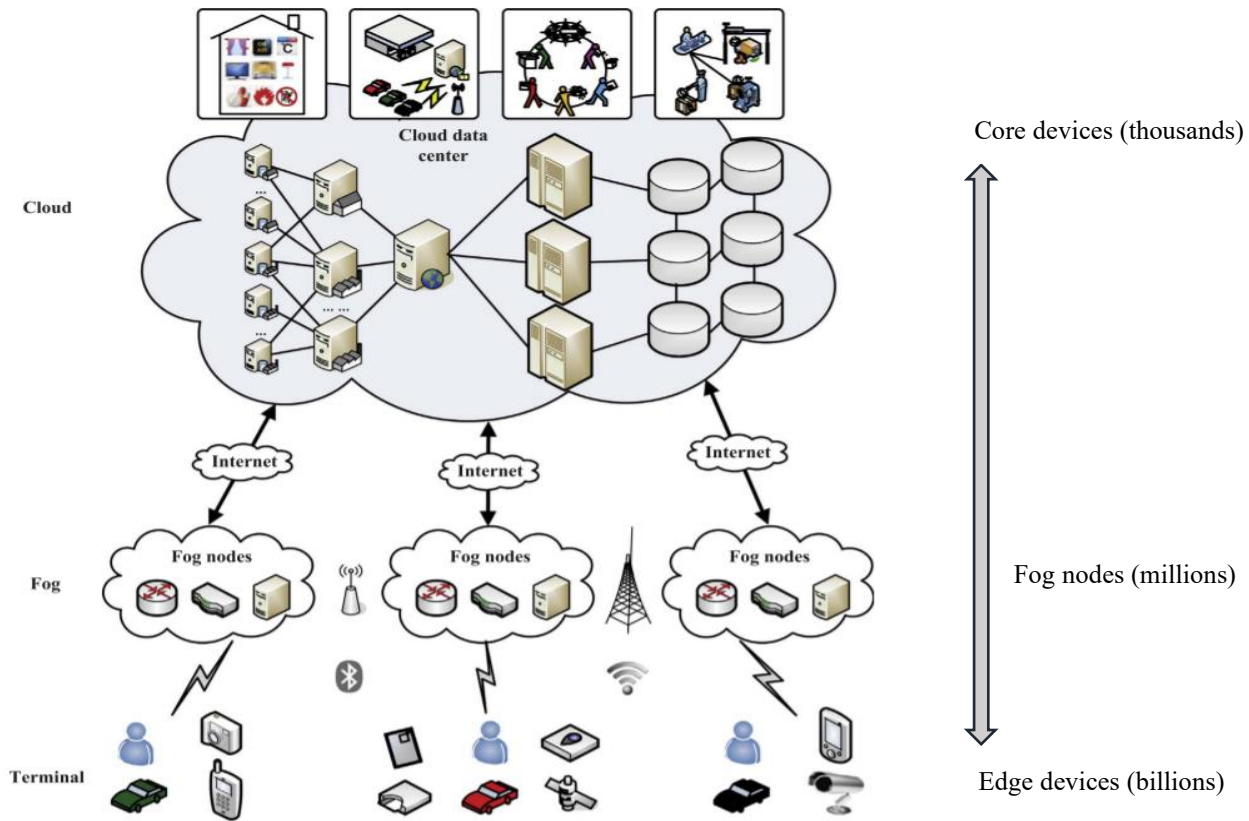 Cloud data
center
Core devices (thousands)
Cloud
C
...
...
... ...
Internet
Internet
Internet
Fog nodes
Fog nodes
Fog nodes
Fog
Fog nodes (millions)
Terminal
Edge devices (billions)